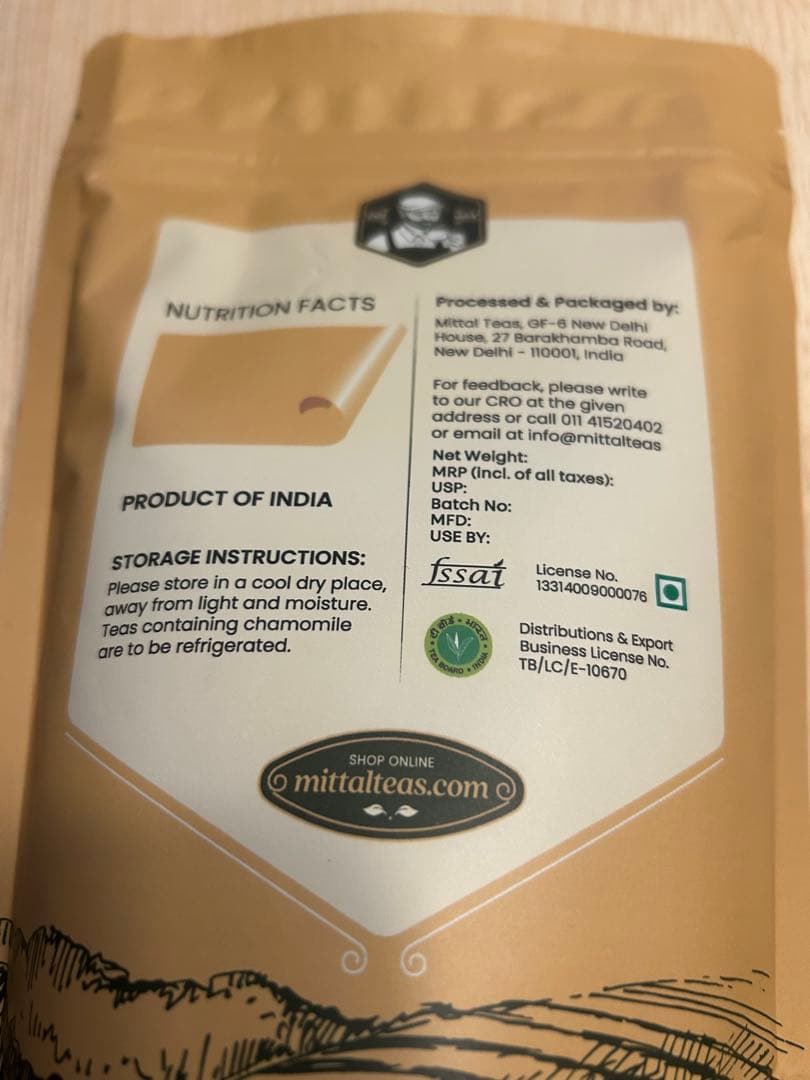 NUTRITION FACTS
PRODUCT OF INDIA
STORAGE INSTRUCTIONS:
Please store in a cool dry place,
away from light and moisture.
Teas containing chamomile
are to be refrigerated.
Processed & Packaged by:
Mittal Teas, GF-6 New Delhi
House, 27 Barakhamba Road,
New Delhi - 110001, India
For feedback, please write
to our CRO at the given
address or call 011 41520402
or email at info@mittalteas
Net Weight:
MRP (incl. of all taxes):
USP:
Batch No:
MFD:
USE BY:
fssai
License No.
13314009000076
टी बोर्ड • भारत
TEA BOARD • INDIA
Distributions & Export
Business License No.
TB/LC/E-10670
SHOP ONLINE
mittalteas.com